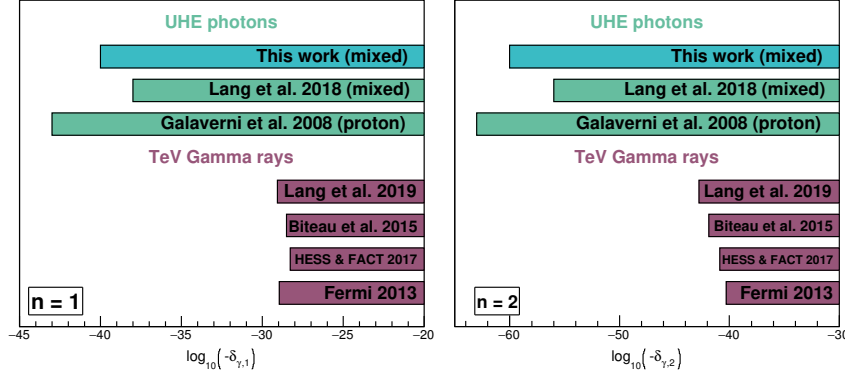 UHE photons
This work (mixed)
Lang et al. 2018 (mixed)
Galaverni et al. 2008 (proton)
TeV Gamma rays
Lang et al. 2019
Biteau et al. 2015
HESS & FACT 2017
Fermi 2013
n = 1
−45 −40 −35 −30 −25 −20
log₁₀(-δγ,1)
UHE photons
This work (mixed)
Lang et al. 2018 (mixed)
Galaverni et al. 2008 (proton)
TeV Gamma rays
Lang et al. 2019
Biteau et al. 2015
HESS & FACT 2017
Fermi 2013
n = 2
−60 −50 −40 −30
log₁₀(-δγ,2)